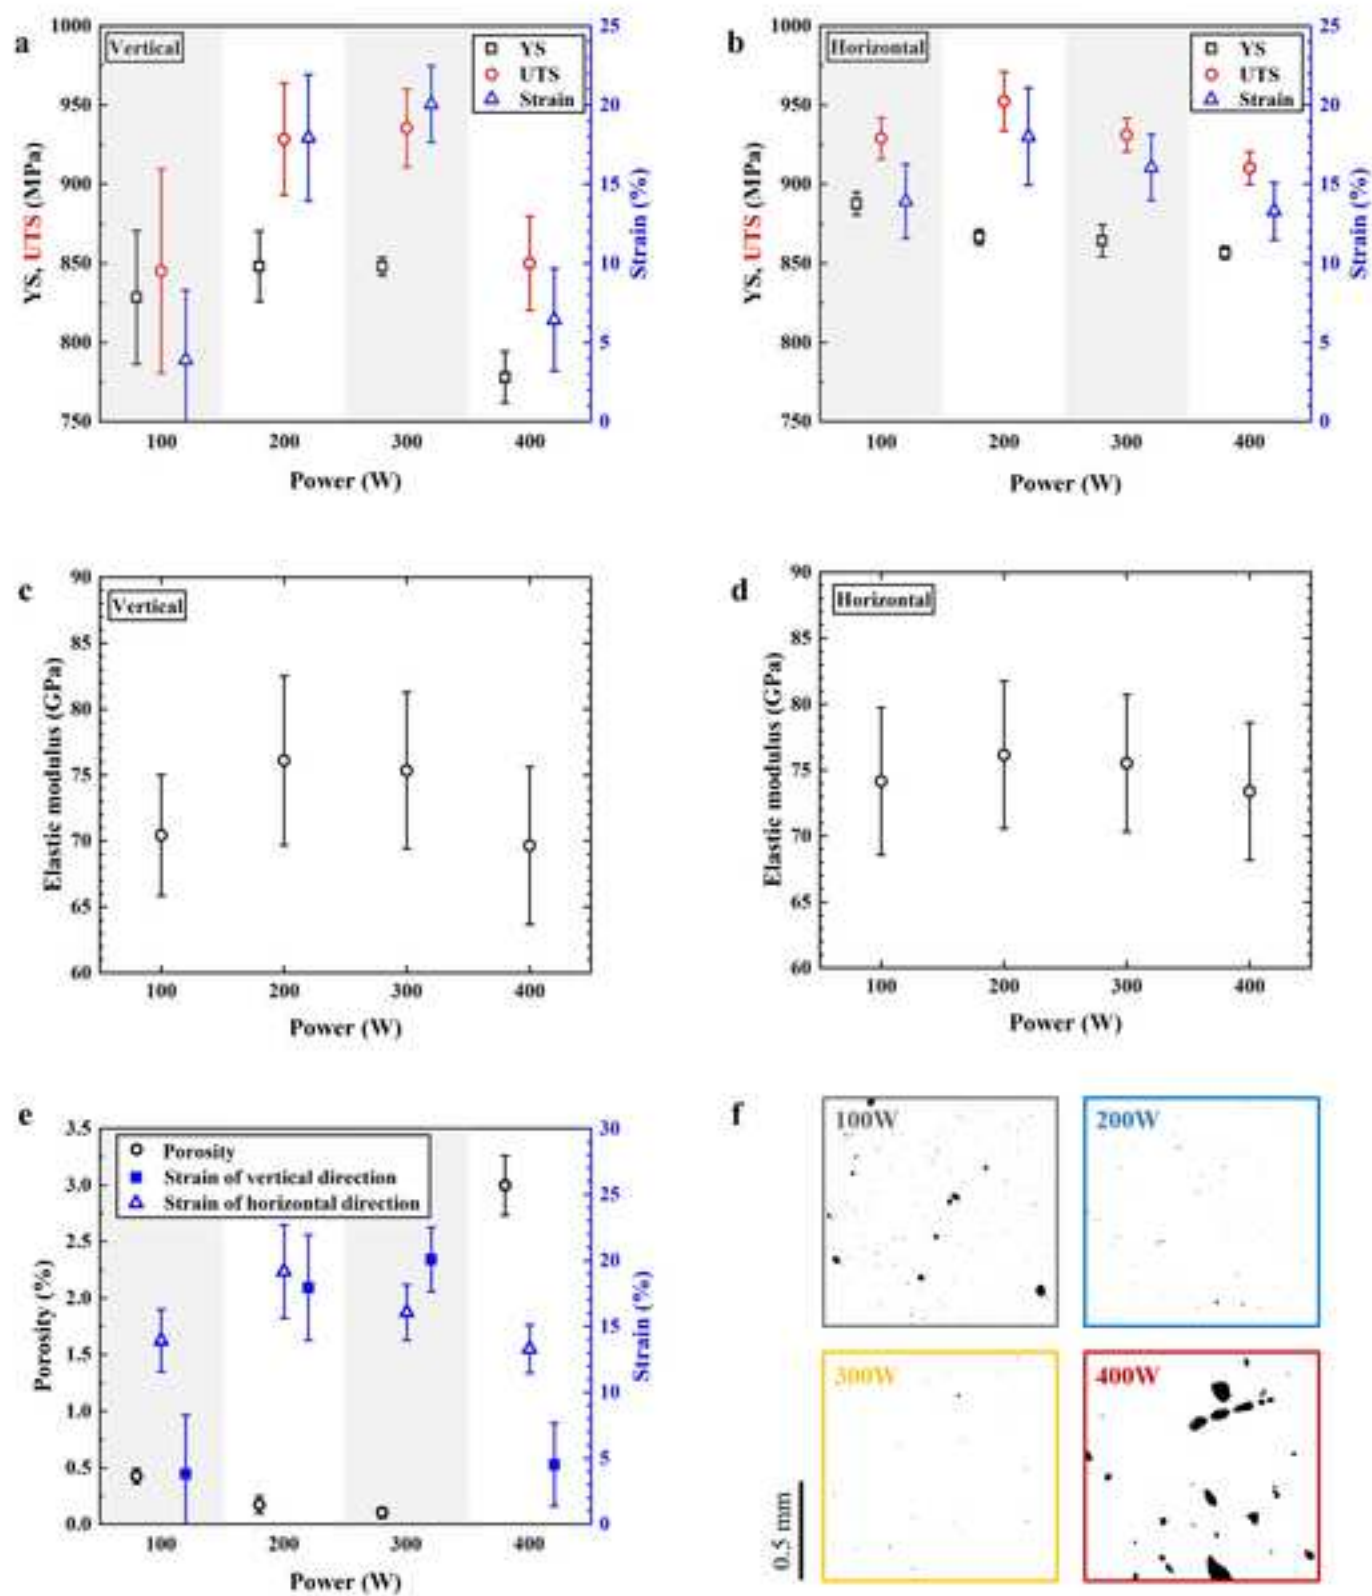 a
Vertical
YS
UTS
Strain
1000
950
900
850
800
750
YS, UTS (MPa)
25
20
15
10
5
0
Strain (%)
100 200 300 400
Power (W)
b
Horizontal
YS
UTS
Strain
1000
950
900
850
800
750
YS, UTS (MPa)
25
20
15
10
5
0
Strain (%)
100 200 300 400
Power (W)
c
Vertical
90
85
80
75
70
65
60
Elastic modulus (GPa)
100 200 300 400
Power (W)
d
Horizontal
90
85
80
75
70
65
60
Elastic modulus (GPa)
100 200 300 400
Power (W)
e
Porosity
Strain of vertical direction
Strain of horizontal direction
3.5
3.0
2.5
2.0
1.5
1.0
0.5
0.0
Porosity (%)
30
25
20
15
10
5
0
Strain (%)
100 200 300 400
Power (W)
f
100W
200W
300W
400W
0.5 mm